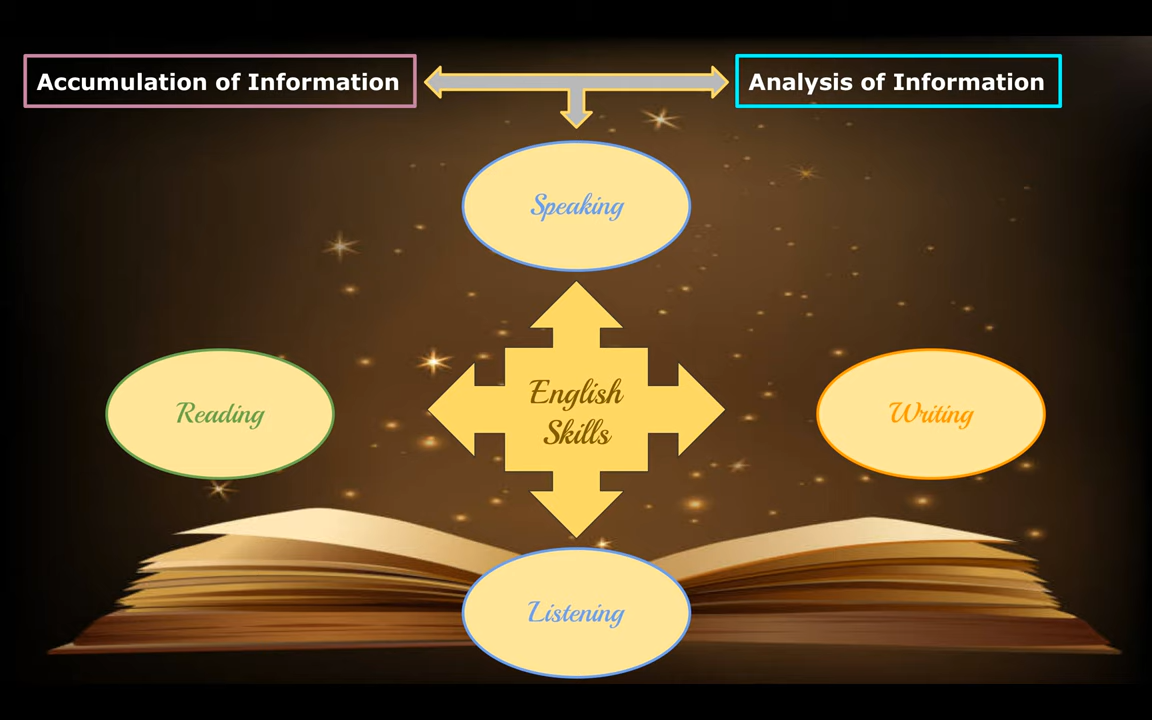 Accumulation of Information
Analysis of Information
Speaking
Reading
English
Skills
Writing
Listening